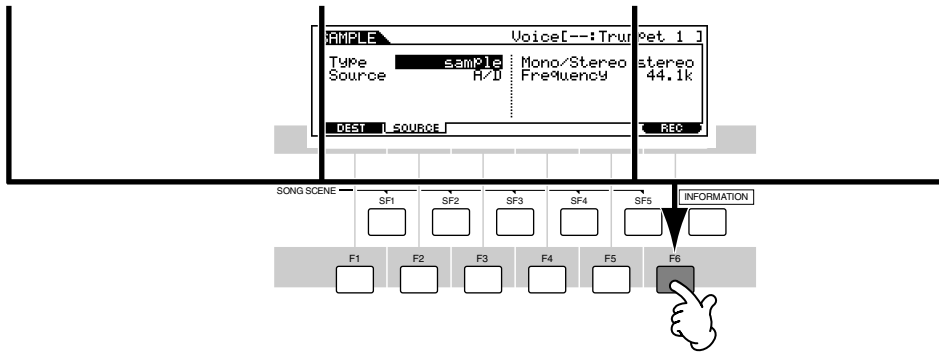 SAMPLE Voice[--:Trumpet 1 ]
Type sample Mono/Stereo stereo
Source A/D Frequency 44.1k
DEST SOURCE REC
SONG SCENE SF1 SF2 SF3 SF4 SF5 INFORMATION
F1 F2 F3 F4 F5 F6